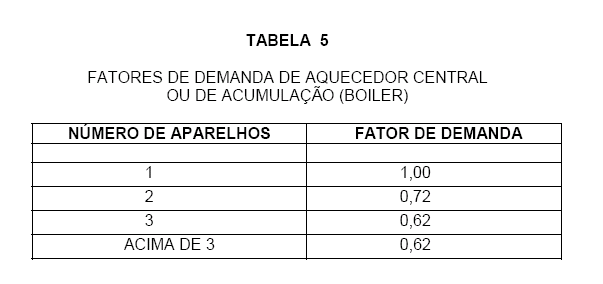 TABELA 5
FATORES DE DEMANDA DE AQUECEDOR CENTRAL
OU DE ACUMULAÇÃO (BOILER)
NÚMERO DE APARELHOS FATOR DE DEMANDA
1 1,00
2 0,72
3 0,62
ACIMA DE 3 0,62